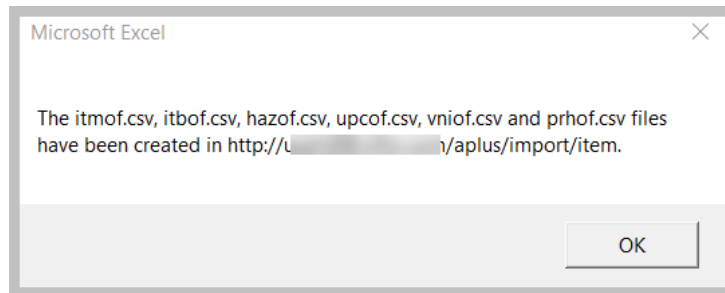 Microsoft Excel
The itmof.csv, itbof.csv, hazof.csv, upcof.csv, vniof.csv and prhof.csv files
have been created in http://u /aplus/import/item.
OK